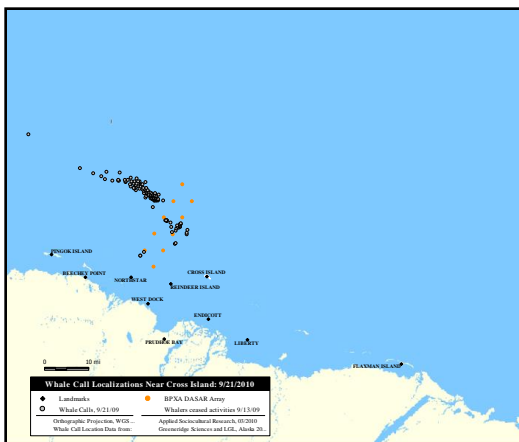 PINGOK ISLAND
BEECHEY POINT
NORTHSTAR
CROSS ISLAND
REINDEER ISLAND
WEST DOCK
ENDICOTT
PRUDHOE BAY
LIBERTY
FLAXMAN ISLAND
0 10 mi
Whale Call Localizations Near Cross Island: 9/21/2010
Landmarks BPXA DASAR Array
Whale Calls, 9/21/09 Whalers ceased activities 9/13/09
Orthographic Projection, WGS ... Applied Sociocultural Research, 03/2010
Whale Call Location Data from: Greeneridge Sciences and LGL, Alaska 20...